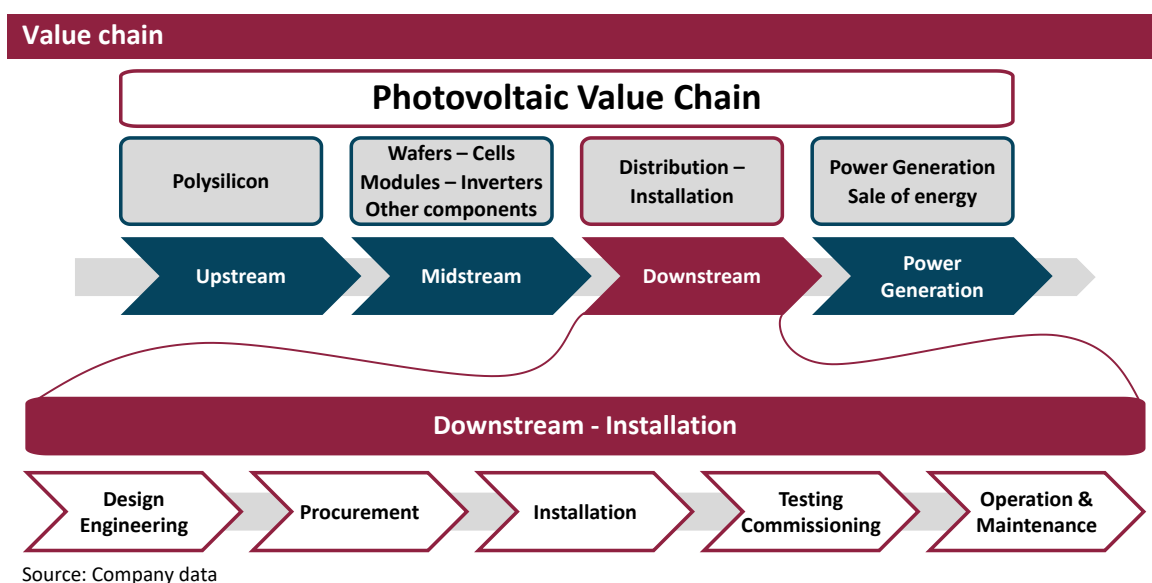 Value chain
Photovoltaic Value Chain
Polysilicon
Wafers – Cells
Modules – Inverters
Other components
Distribution –
Installation
Power Generation
Sale of energy
Upstream
Midstream
Downstream
Power
Generation
Downstream - Installation
Design
Engineering
Procurement
Installation
Testing
Commissioning
Operation &
Maintenance
Source: Company data